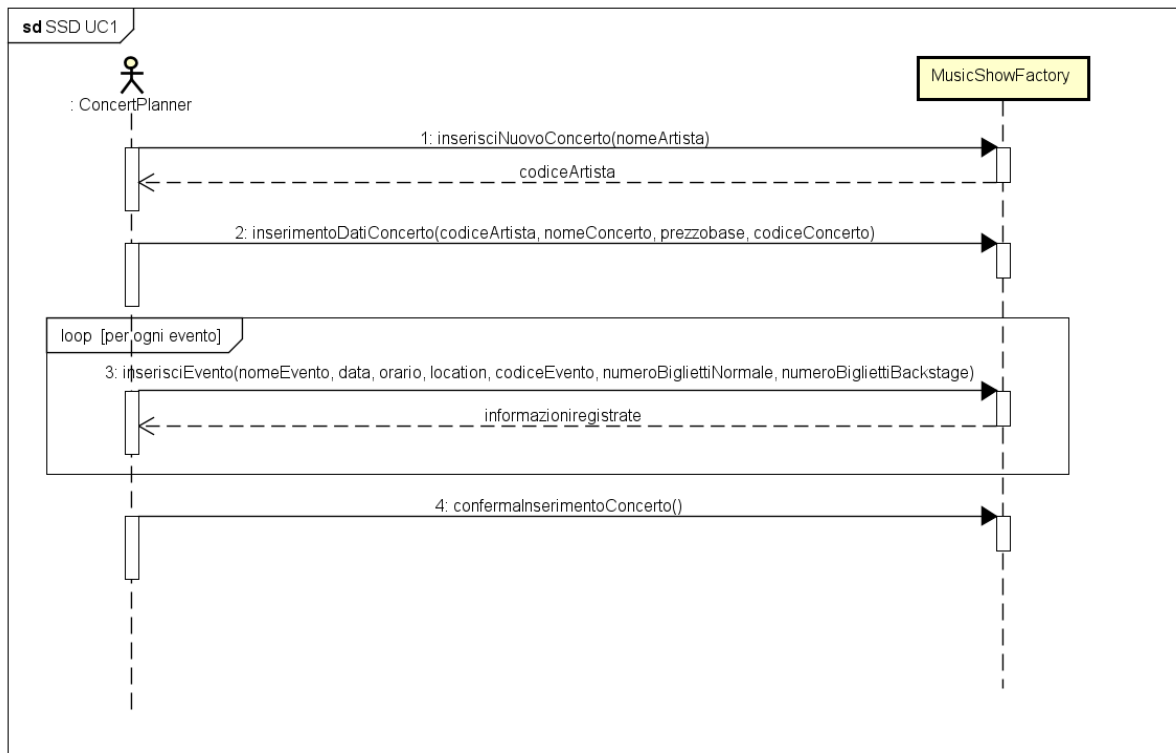 sd SSD UC1
MusicShowFactory
: ConcertPlanner
1: inserisciNuovoConcerto(nomeArtista)
codiceArtista
2: inserimentoDatiConcerto(codiceArtista, nomeConcerto, prezzobase, codiceConcerto)
loop [per ogni evento]
3: inserisciEvento(nomeEvento, data, orario, location, codiceEvento, numeroBigliettiNormale, numeroBigliettiBackstage)
informazioniregistrate
4: confermaInserimentoConcerto()